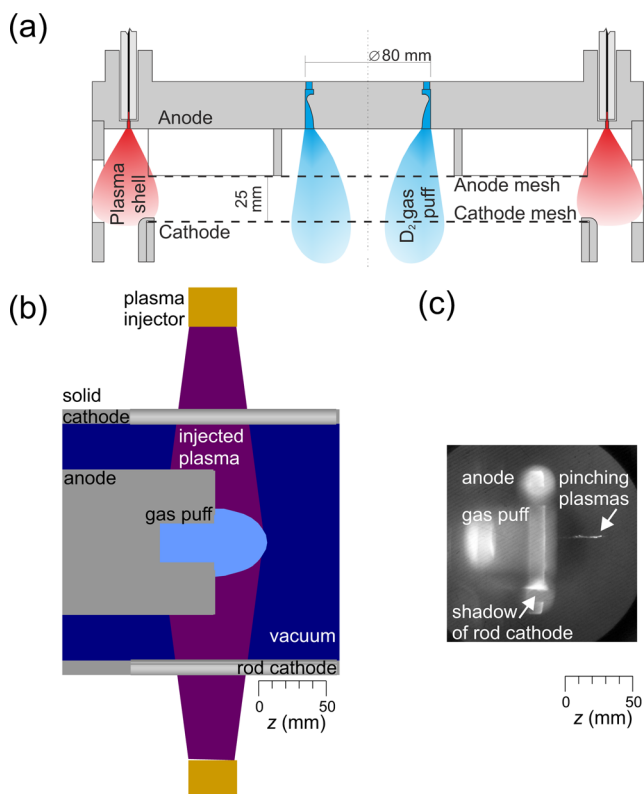 (a)
Ø80 mm
Anode
Plasma
shell
25
mm
Anode mesh
Cathode mesh
Cathode
D2 gas
puff
(b)
plasma
injector
solid
cathode
injected
plasma
anode
gas puff
vacuum
rod cathode
0 50
z (mm)
(c)
anode
pinching
plasmas
gas puff
shadow
of rod cathode
0 50
z (mm)